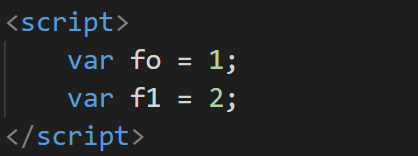 <script>
var fo = 1;
var f1 = 2;
</script>